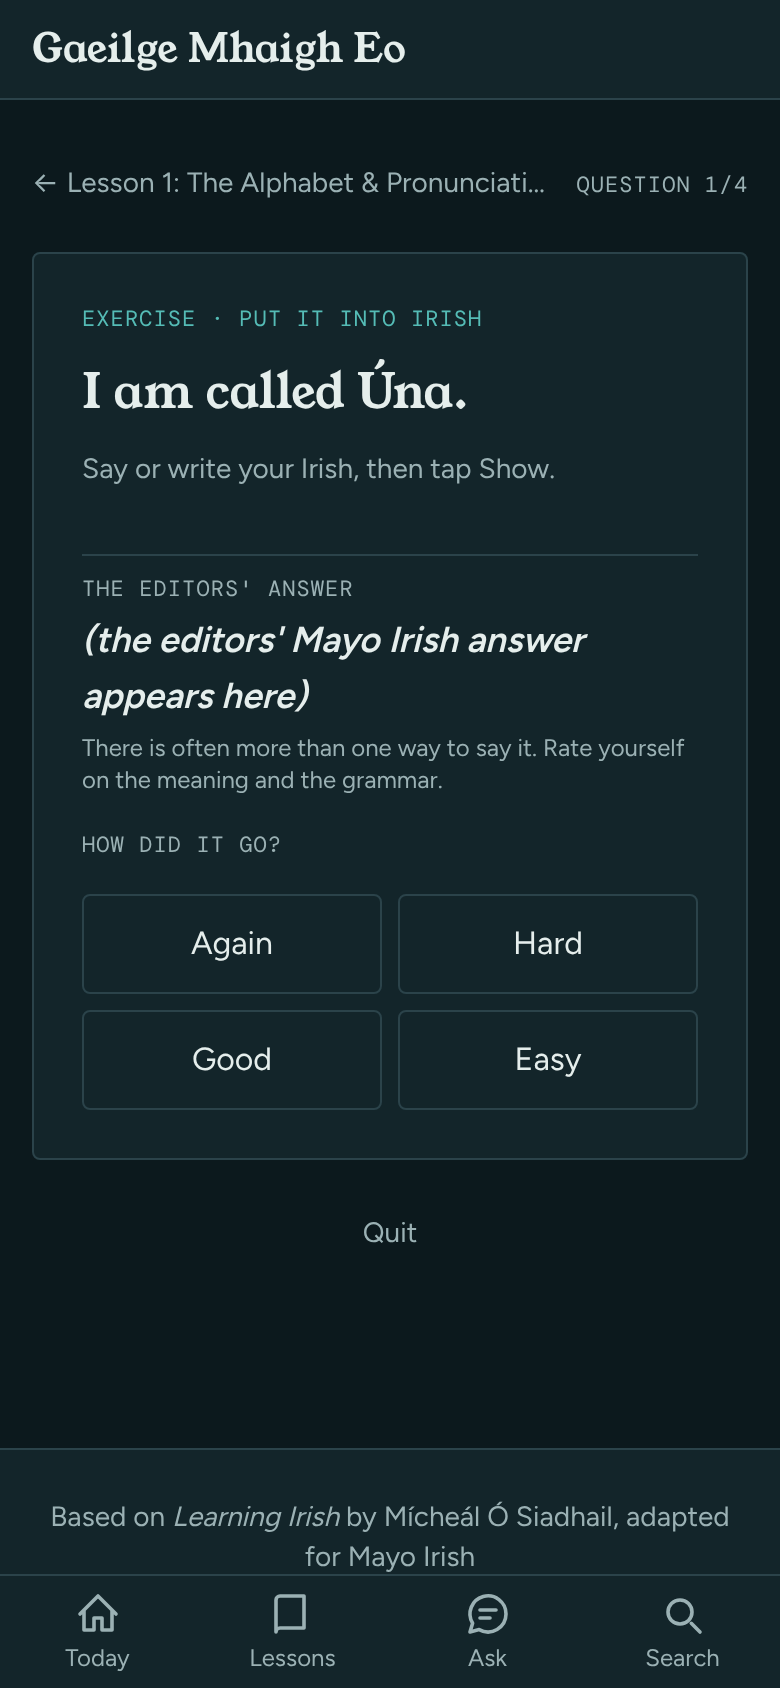 Gaeilge Mhaigh Eo
← Lesson 1: The Alphabet & Pronunciati... QUESTION 1/4
EXERCISE · PUT IT INTO IRISH
I am called Úna.
Say or write your Irish, then tap Show.
THE EDITORS' ANSWER
(the editors' Mayo Irish answer
appears here)
There is often more than one way to say it. Rate yourself
on the meaning and the grammar.
HOW DID IT GO?
Again Hard
Good Easy
Quit
Based on Learning Irish by Mícheál Ó Siadhail, adapted
for Mayo Irish
Today Lessons Ask Search